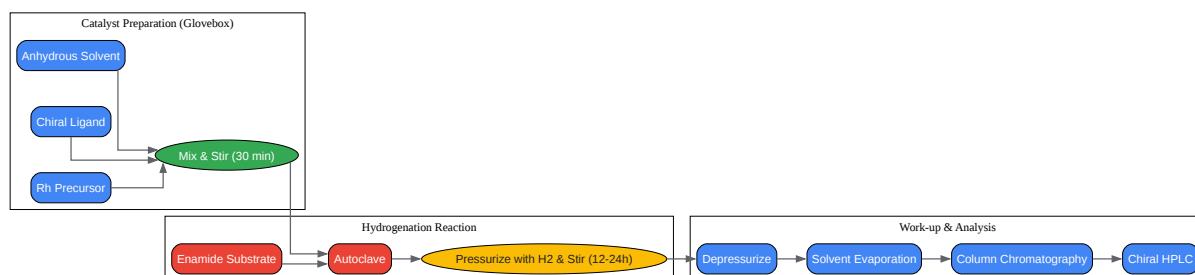 Catalyst Preparation (Glovebox)
Anhydrous Solvent
Chiral Ligand
Mix & Stir (30 min)
Rh Precursor
Hydrogenation Reaction
Enamide Substrate
Autoclave
Pressurize with H2 & Stir (12-24h)
Work-up & Analysis
Depressurize
Solvent Evaporation
Column Chromatography
Chiral HPLC